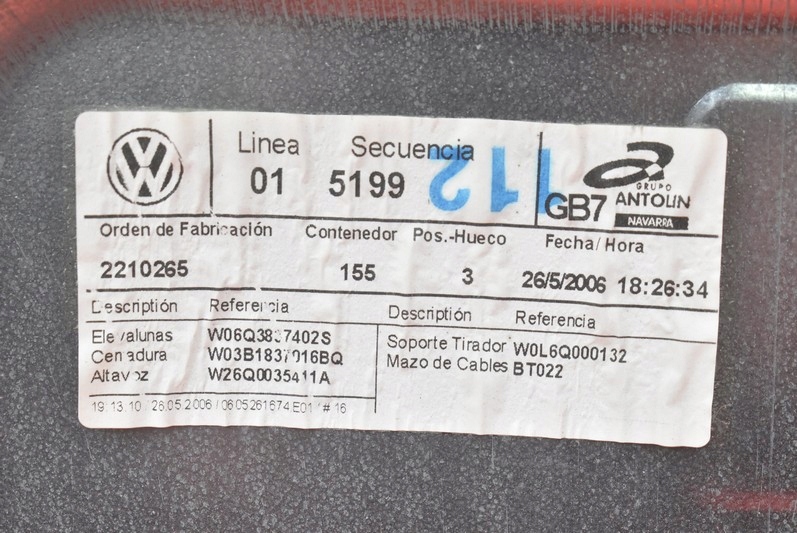 Linea Secuencia
01 5199
112
GB7
GRUPO
ANTOLIN
NAVARRA
Orden de Fabricación Contenedor Pos.-Hueco Fecha/Hora
2210265 155 3 26/5/2006 18:26:34
Descripción Referencia Descripción Referencia
Elevalunas W06Q3837402S
Cerradura W03B1837016BQ
Altavoz W26Q0035411A
Soporte Tirador W0L6Q000132
Mazo de Cables BT022
19:13:10 26.05.2006 /0605261674E01 # 16